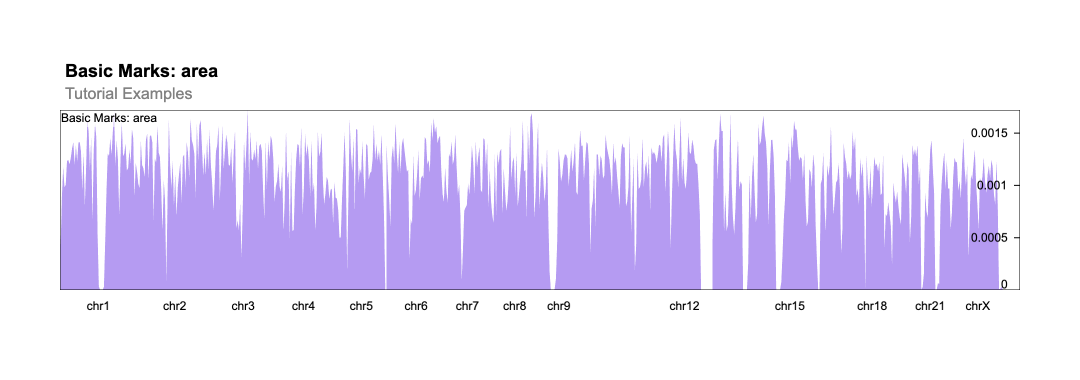 Basic Marks: area
Tutorial Examples
Basic Marks: area
0.0015
0.001
0.0005
0
chr1 chr2 chr3 chr4 chr5 chr6 chr7 chr8 chr9 chr12 chr15 chr18 chr21 chrX